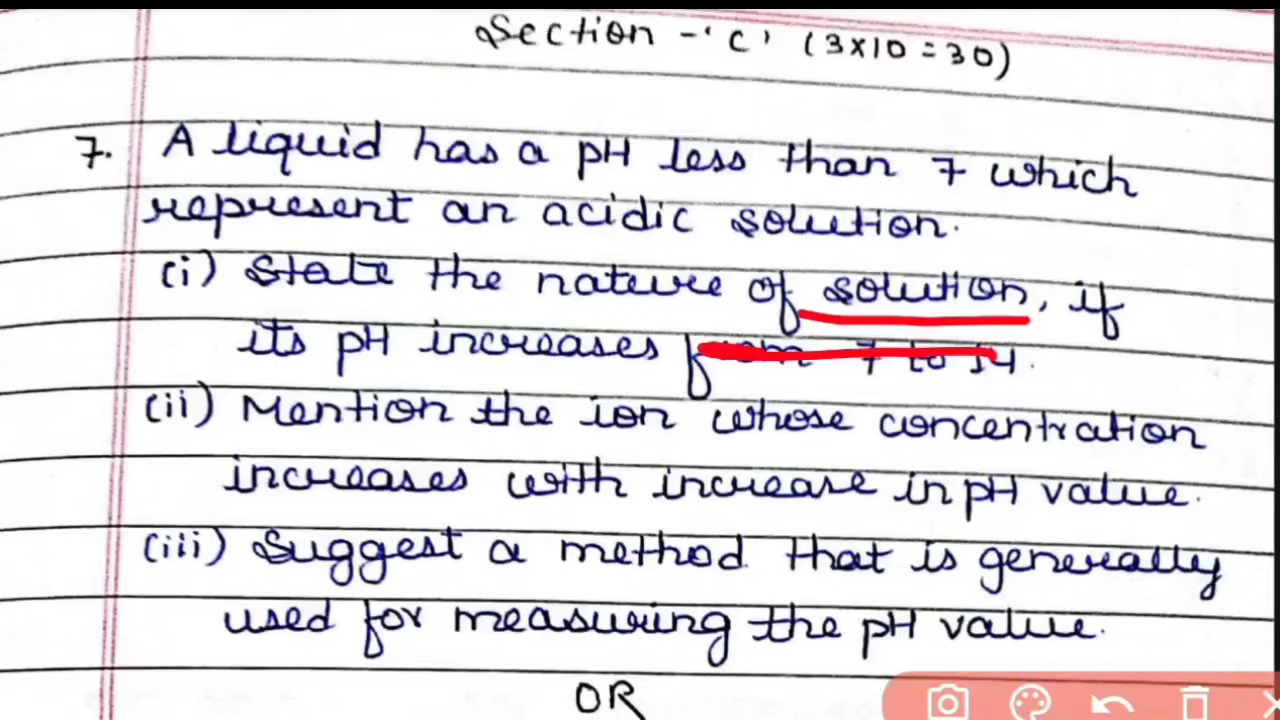 Section - 'C' (3x10=30)
7. A liquid has a pH less than 7 which
represent an acidic solution.
(i) State the nature of solution, if
its pH increases from 7 to 14.
(ii) Mention the ion whose concentration
increases with increase in pH value.
(iii) Suggest a method that is generally
used for measuring the pH value.
OR